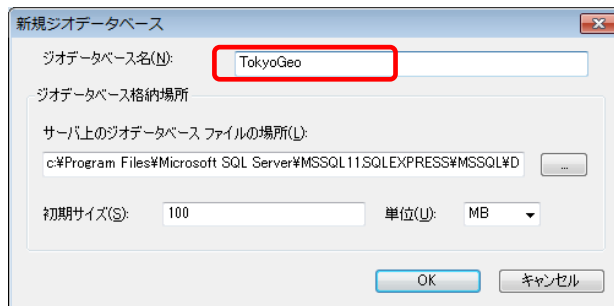 新規ジオデータベース
ジオデータベース名(N): TokyoGeo
ジオデータベース格納場所
サーバ上のジオデータベース ファイルの場所(L):
c:¥Program Files¥Microsoft SQL Server¥MSSQL11.SQLEXPRESS¥MSSQL¥D ...
初期サイズ(S): 100 単位(U): MB
OK キャンセル